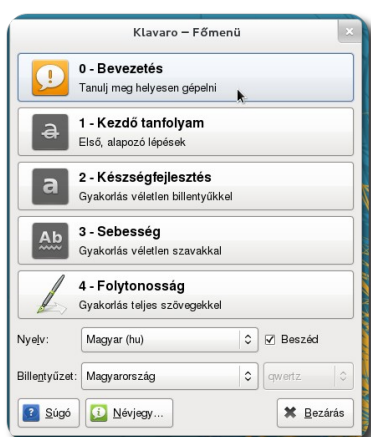 Klavaro – Főmenü
0 - Bevezetés
Tanulj meg helyesen gépelni
a
1 - Kezdő tanfolyam
Első, alapozó lépések
a
2 - Készségfejlesztés
Gyakorlás véletlen billentyűkkel
Ab
3 - Sebesség
Gyakorlás véletlen szavakkal
4 - Folytonosság
Gyakorlás teljes szövegekkel
Nyelv: Magyar (hu) Beszéd
Billentyűzet: Magyarország qwertz
Súgó Névjegy... Bezárás